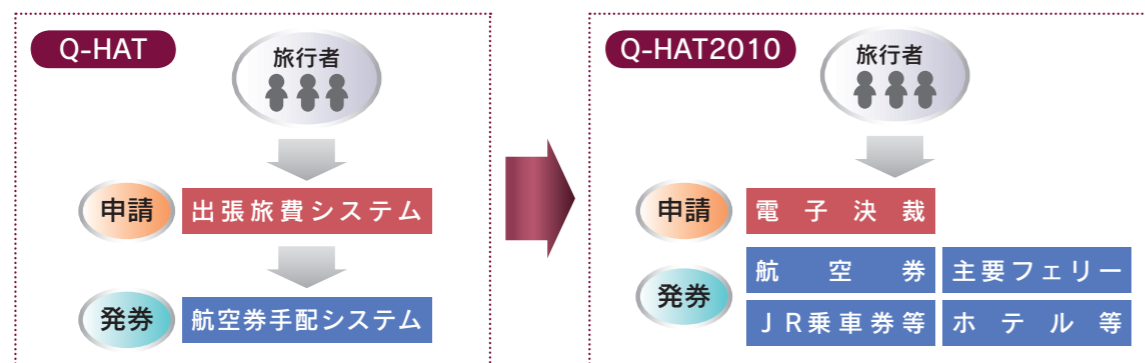 Q-HAT
旅行者
申請
出張旅費システム
発券
航空券手配システム
Q-HAT2010
旅行者
申請
電子決裁
発券
航空券
主要フェリー
JR乗車券等
ホテル等